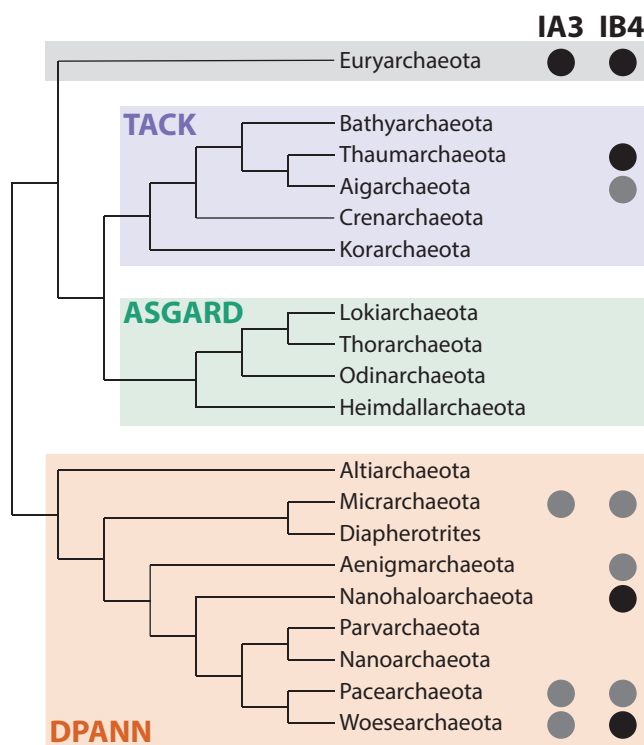 IA3 IB4
Euryarchaeota
TACK
Bathyarchaeota
Thaumarchaeota
Aigarchaeota
Crenarchaeota
Korarchaeota
ASGARD
Lokiarchaeota
Thorarchaeota
Odinarchaeota
Heimdallarchaeota
Altiarchaeota
Micrarchaeota
Diapherotrites
Aenigmarchaeota
Nanohaloarchaeota
Parvarchaeota
Nanoarchaeota
Pacearchaeota
Woesearchaeota
DPANN